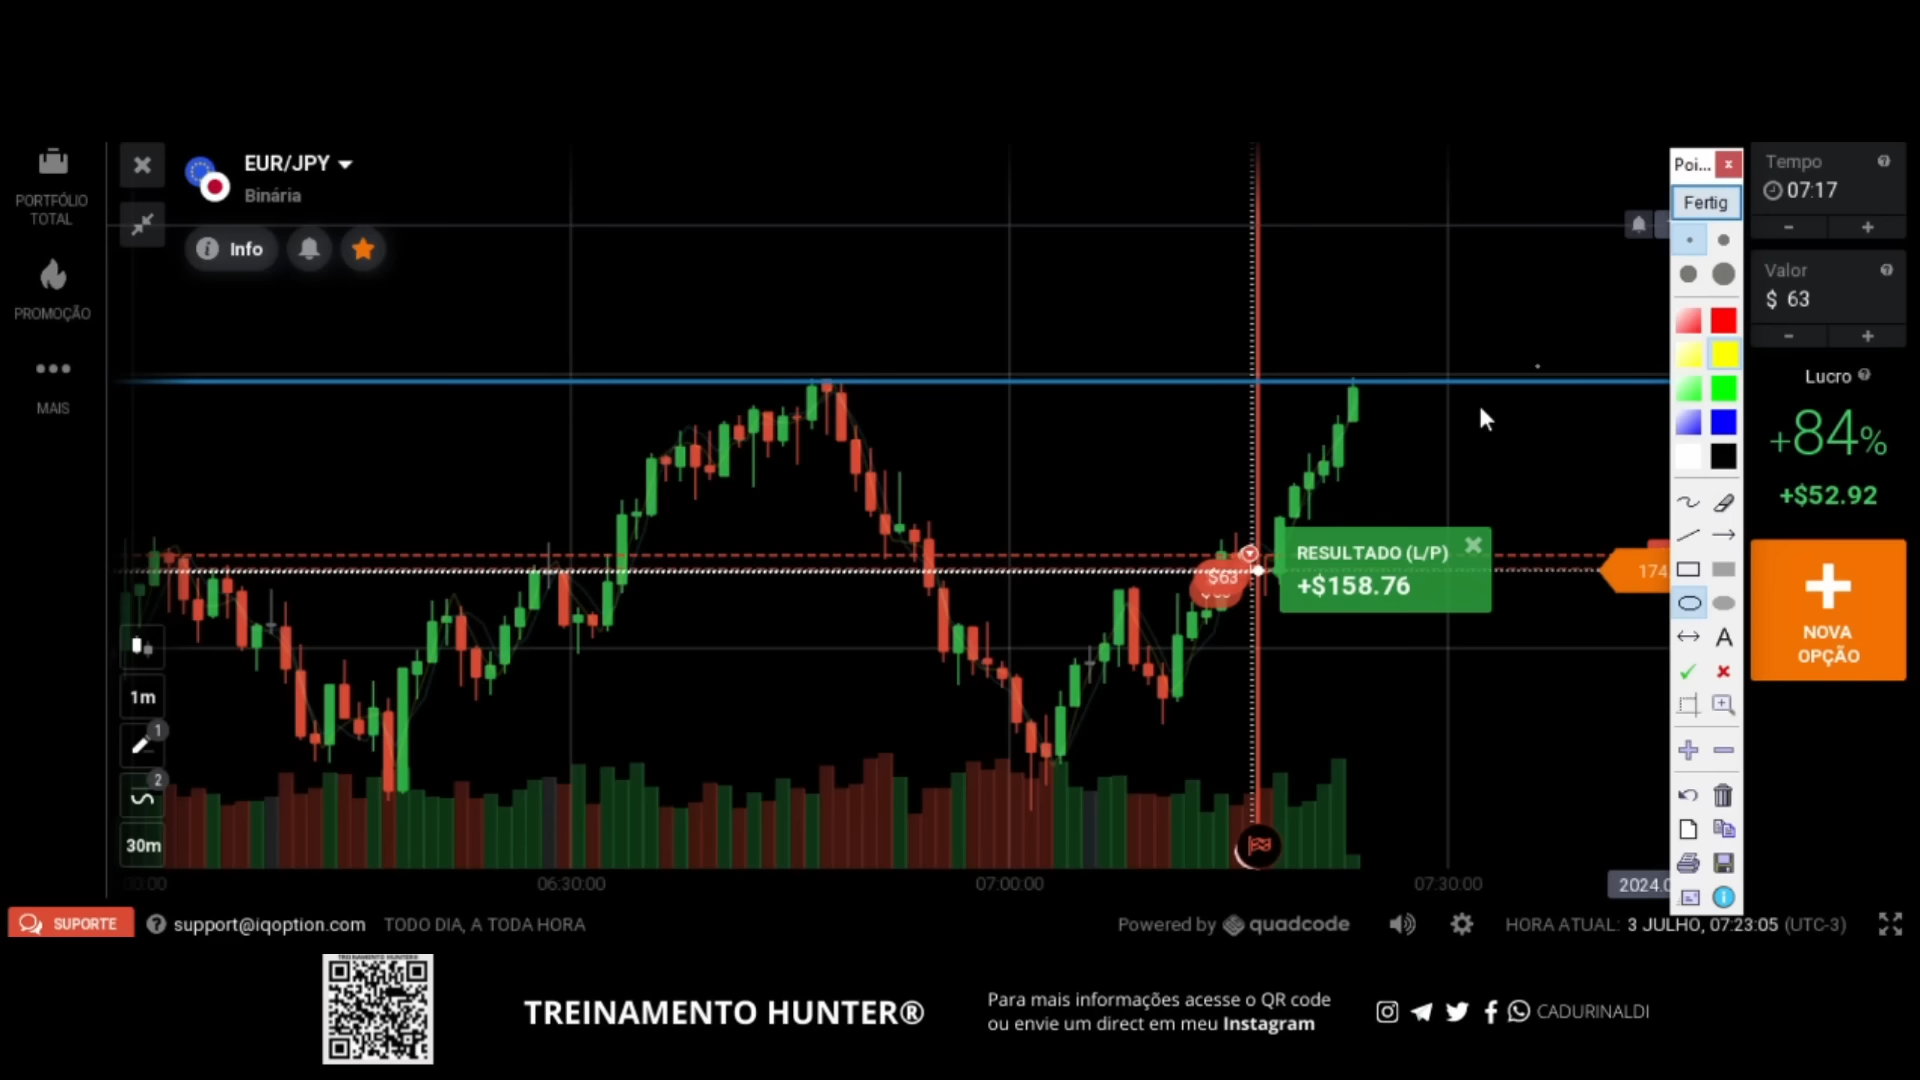 PORTFÓLIO
TOTAL
PROMOÇÃO
MAIS
EUR/JPY
Binária
Info
1m
1
2
30m
$63
RESULTADO (L/P)
+$158.76
174
Poi...
Fertig
A
Tempo
07:17
Valor
$ 63
Lucro
+84%
+$52.92
NOVA
OPÇÃO
00:00
06:30:00
07:00:00
07:30:00
2024.0
SUPORTE
support@iqoption.com
TODO DIA, A TODA HORA
Powered by quadcode
HORA ATUAL: 3 JULHO, 07:23:05 (UTC-3)
TREINAMENTO HUNTER®
TREINAMENTO HUNTER®
Para mais informações acesse o QR code
ou envie um direct em meu Instagram
CADURINALDI